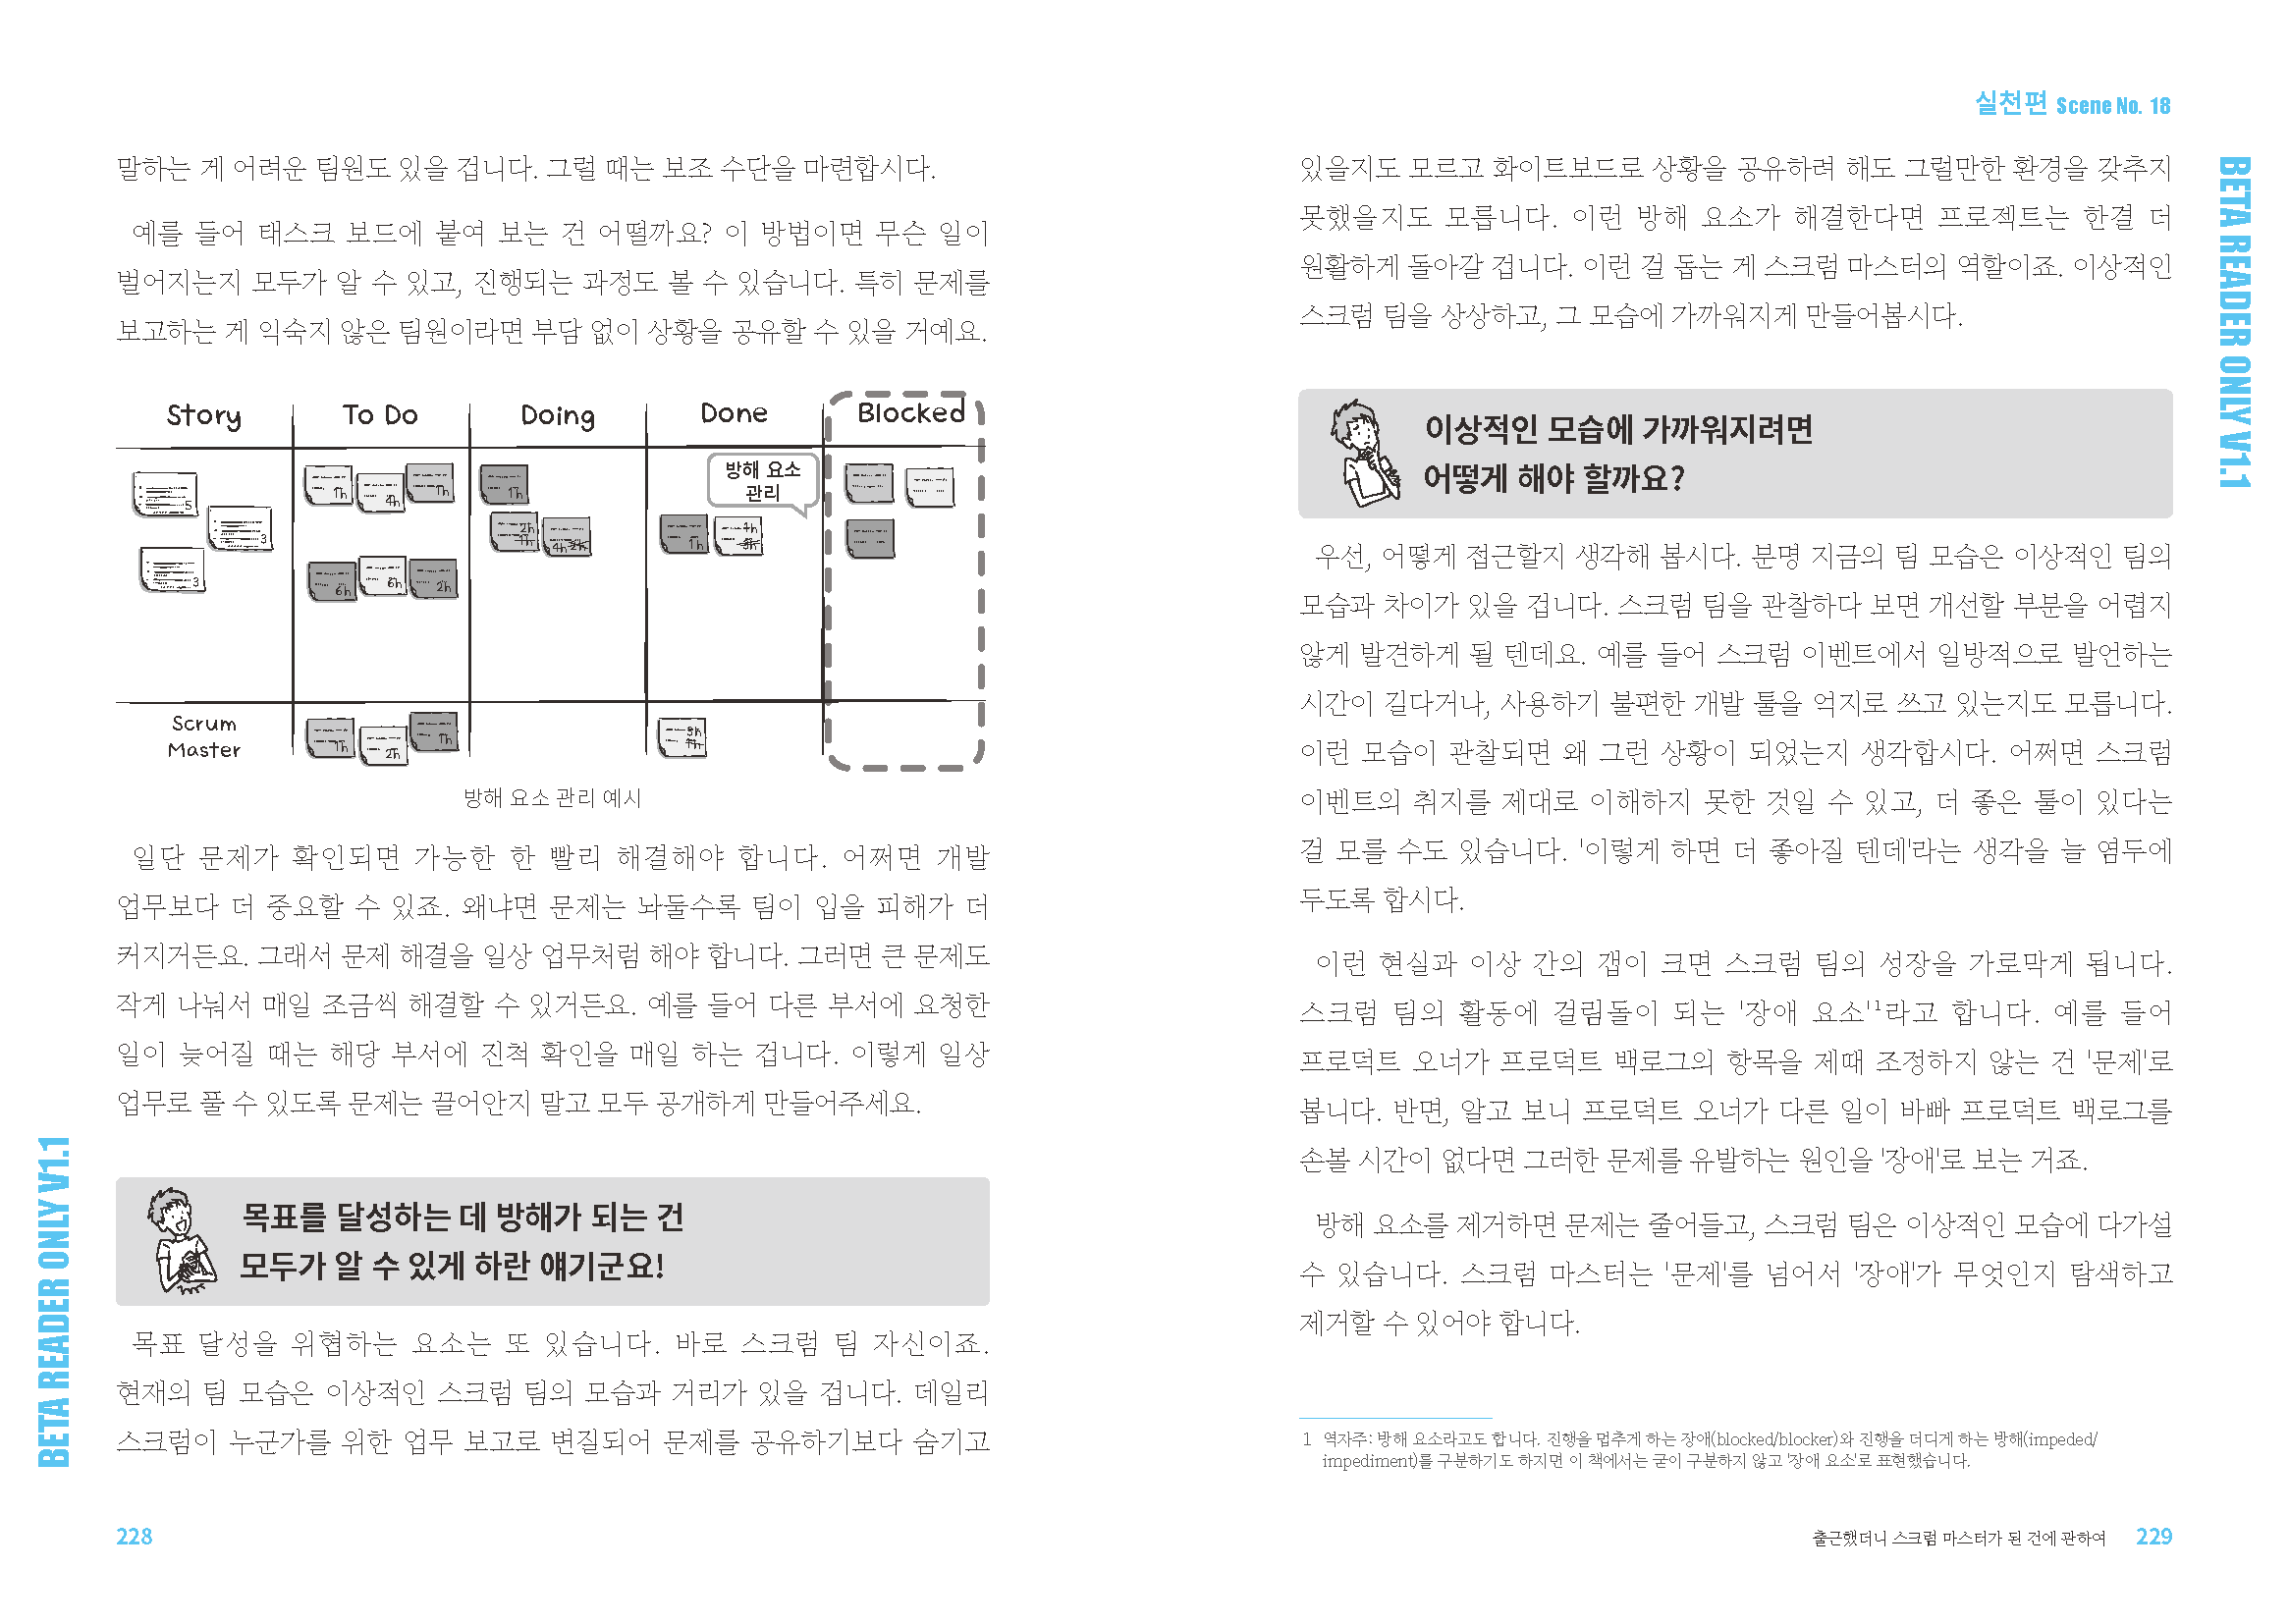 말하는 게 어려운 팀원도 있을 겁니다. 그럴 때는 보조 수단을 마련합시다.
예를 들어 태스크 보드에 붙여 보는 건 어떨까요? 이 방법이면 무슨 일이
벌어지는지 모두가 알 수 있고, 진행되는 과정도 볼 수 있습니다. 특히 문제를
보고하는 게 익숙지 않은 팀원이라면 부담 없이 상황을 공유할 수 있을 거예요.
Story To Do Doing Done Blocked
방해 요소
관리
1h 4h 1h 1h
5
3
2h 1h 4h 2h
1h 4h 3h
3
6h 6h 2h
Scrum
Master
1h 2h 1h
3h
방해 요소 관리 예시
일단 문제가 확인되면 가능한 한 빨리 해결해야 합니다. 어쩌면 개발
업무보다 더 중요할 수 있죠. 왜냐면 문제는 놔둘수록 팀이 입을 피해가 더
커지거든요. 그래서 문제 해결을 일상 업무처럼 해야 합니다. 그러면 큰 문제도
작게 나눠서 매일 조금씩 해결할 수 있거든요. 예를 들어 다른 부서에 요청한
일이 늦어질 때는 해당 부서에 진척 확인을 매일 하는 겁니다. 이렇게 일상
업무로 풀 수 있도록 문제는 끌어안지 말고 모두 공개하게 만들어주세요.
목표를 달성하는 데 방해가 되는 건
모두가 알 수 있게 하란 얘기군요!
목표 달성을 위협하는 요소는 또 있습니다. 바로 스크럼 팀 자신이죠.
현재의 팀 모습은 이상적인 스크럼 팀의 모습과 거리가 있을 겁니다. 데일리
스크럼이 누군가를 위한 업무 보고로 변질되어 문제를 공유하기보다 숨기고
BETA READER ONLY V1.1
228
실천편 Scene No. 18
있을지도 모르고 화이트보드로 상황을 공유하려 해도 그럴만한 환경을 갖추지
못했을지도 모릅니다. 이런 방해 요소가 해결한다면 프로젝트는 한결 더
원활하게 돌아갈 겁니다. 이런 걸 돕는 게 스크럼 마스터의 역할이죠. 이상적인
스크럼 팀을 상상하고, 그 모습에 가까워지게 만들어봅시다.
이상적인 모습에 가까워지려면
어떻게 해야 할까요?
우선, 어떻게 접근할지 생각해 봅시다. 분명 지금의 팀 모습은 이상적인 팀의
모습과 차이가 있을 겁니다. 스크럼 팀을 관찰하다 보면 개선할 부분을 어렵지
않게 발견하게 될 텐데요. 예를 들어 스크럼 이벤트에서 일방적으로 발언하는
시간이 길다거나, 사용하기 불편한 개발 툴을 억지로 쓰고 있는지도 모릅니다.
이런 모습이 관찰되면 왜 그런 상황이 되었는지 생각합시다. 어쩌면 스크럼
이벤트의 취지를 제대로 이해하지 못한 것일 수 있고, 더 좋은 툴이 있다는
걸 모를 수도 있습니다. '이렇게 하면 더 좋아질 텐데'라는 생각을 늘 염두에
두도록 합시다.
이런 현실과 이상 간의 갭이 크면 스크럼 팀의 성장을 가로막게 됩니다.
스크럼 팀의 활동에 걸림돌이 되는 '장애 요소'¹라고 합니다. 예를 들어
프로덕트 오너가 프로덕트 백로그의 항목을 제때 조정하지 않는 건 '문제'로
봅니다. 반면, 알고 보니 프로덕트 오너가 다른 일이 바빠 프로덕트 백로그를
손볼 시간이 없다면 그러한 문제를 유발하는 원인을 '장애'로 보는 거죠.
방해 요소를 제거하면 문제는 줄어들고, 스크럼 팀은 이상적인 모습에 다가설
수 있습니다. 스크럼 마스터는 '문제'를 넘어서 '장애'가 무엇인지 탐색하고
제거할 수 있어야 합니다.
1 역자주: 방해 요소라고도 합니다. 진행을 멈추게 하는 장애(blocked/blocker)와 진행을 더디게 하는 방해(impeded/
impediment)를 구분하기도 하지면 이 책에서는 굳이 구분하지 않고 '장애 요소'로 표현했습니다.
출근했더니 스크럼 마스터가 된 건에 관하여 229
BETA READER ONLY V1.1